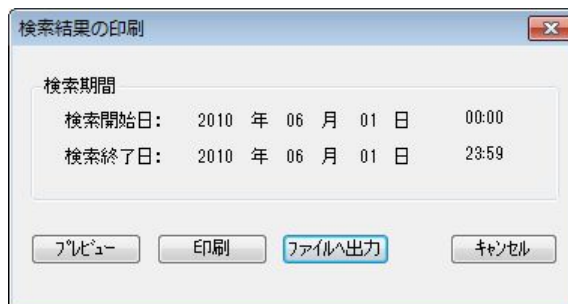 検索結果の印刷
検索期間
検索開始日: 2010 年 06 月 01 日 00:00
検索終了日: 2010 年 06 月 01 日 23:59
ﾌﾟﾚﾋﾞｭｰ 印刷 ファイルへ出力 ｷｬﾝｾﾙ